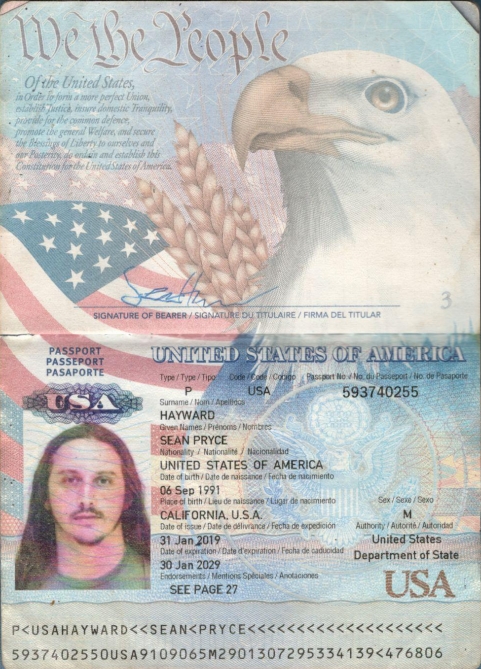 We the People
Of the United States,
in Order to form a more perfect Union,
establish Justice, insure domestic Tranquility,
provide for the common defence,
promote the general Welfare, and secure
the Blessings of Liberty to ourselves and
our Posterity, do ordain and establish this
Constitution for the United States of America.
3
SIGNATURE OF BEARER / SIGNATURE DU TITULAIRE / FIRMA DEL TITULAR
PASSPORT
PASSEPORT
PASAPORTE
USA
UNITED STATES OF AMERICA
Type / Type / Tipo Code / Code / Codigo Passport No. / No. du Passeport / No. de Pasaporte
P USA 593740255
Surname / Nom / Apellidos
HAYWARD
Given Names / Prénoms / Nombres
SEAN PRYCE
Nationality / Nationalité / Nacionalidad
UNITED STATES OF AMERICA
Date of birth / Date de naissance / Fecha de nacimiento
06 Sep 1991
Place of birth / Lieu de naissance / Lugar de nacimiento Sex / Sexe / Sexo
CALIFORNIA, U.S.A. M
Date of issue / Date de délivrance / Fecha de expedición Authority / Autorité / Autoridad
31 Jan 2019 United States
Date of expiration / Date d'expiration / Fecha de caducidad Department of State
30 Jan 2029
Endorsements / Mentions Spéciales / Anotaciones
SEE PAGE 27
USA
P<USAHAYWARD<<SEAN<PRYCE<<<<<<<<<<<<<<<<<<<<
5937402550USA9109065M2901307295334139<476806